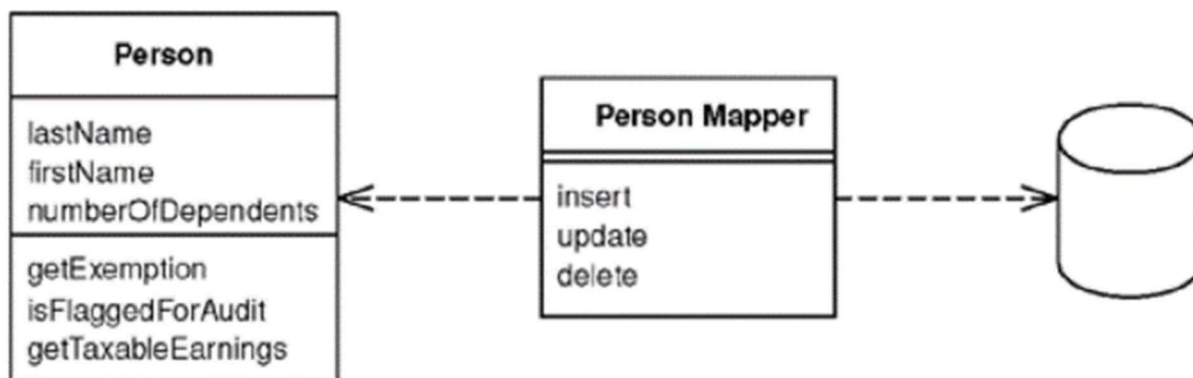 Person
lastName
firstName
numberOfDependents
getExemption
isFlaggedForAudit
getTaxableEarnings
Person Mapper
insert
update
delete